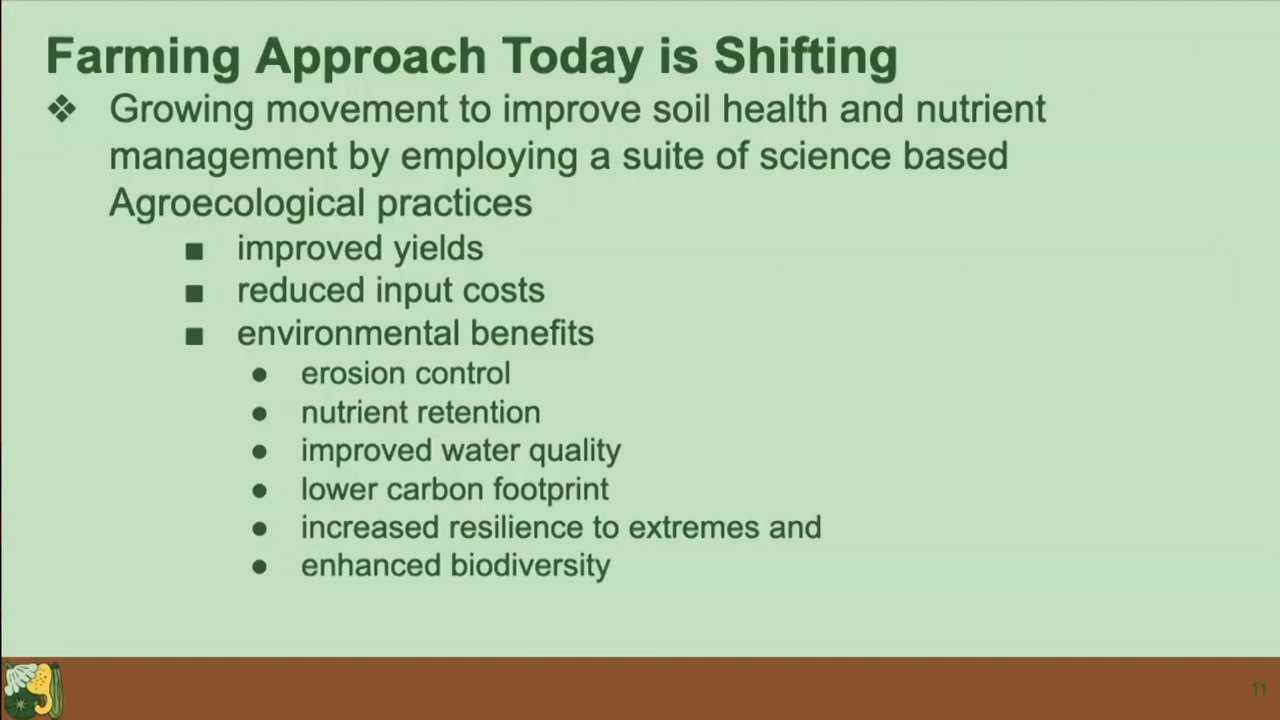 Farming Approach Today is Shifting
❖ Growing movement to improve soil health and nutrient
management by employing a suite of science based
Agroecological practices
■ improved yields
■ reduced input costs
■ environmental benefits
● erosion control
● nutrient retention
● improved water quality
● lower carbon footprint
● increased resilience to extremes and
● enhanced biodiversity
11